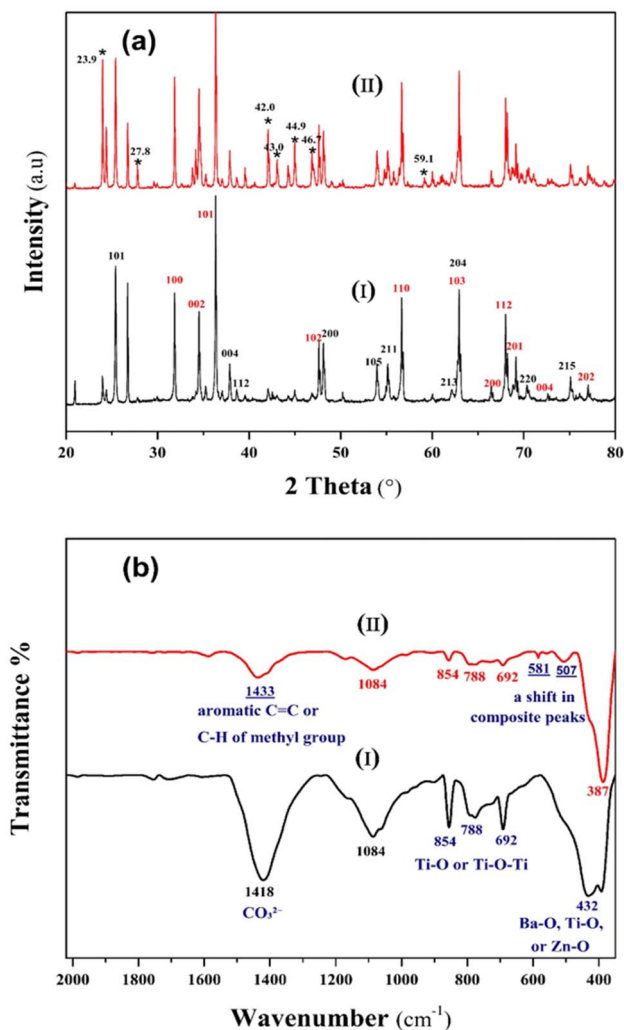 (a)
23.9 *
* 27.8
42.0
*
43.0
*
44.9
*
46.7
*
59.1
*
(II)
101
101
100
002
004
112
102
200
(I)
105
211
110
204
103
213
200
112
201
220
004
215
202
Intensity (a.u)
20 30 40 50 60 70 80
2 Theta (°)
(b)
(II)
1433
aromatic C=C or
C-H of methyl group
1084
854
788
692
581
507
a shift in
composite peaks
387
(I)
1418
CO₃²⁻
1084
854
788
692
Ti-O or Ti-O-Ti
432
Ba-O, Ti-O,
or Zn-O
Transmittance %
2000 1800 1600 1400 1200 1000 800 600 400
Wavenumber (cm⁻¹)